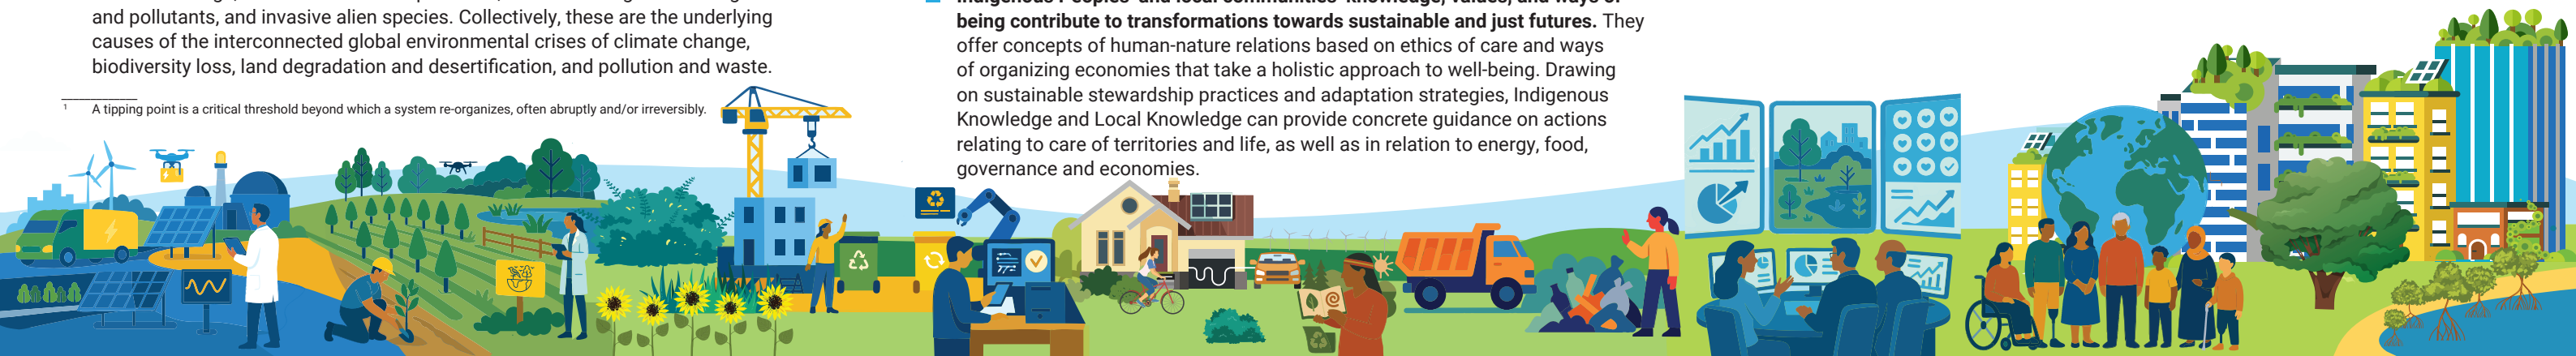 and pollutants, and invasive alien species. Collectively, these are the underlying
causes of the interconnected global environmental crises of climate change,
biodiversity loss, land degradation and desertification, and pollution and waste.
1 A tipping point is a critical threshold beyond which a system re-organizes, often abruptly and/or irreversibly.
being contribute to transformations towards sustainable and just futures. They
offer concepts of human-nature relations based on ethics of care and ways
of organizing economies that take a holistic approach to well-being. Drawing
on sustainable stewardship practices and adaptation strategies, Indigenous
Knowledge and Local Knowledge can provide concrete guidance on actions
relating to care of territories and life, as well as in relation to energy, food,
governance and economies.